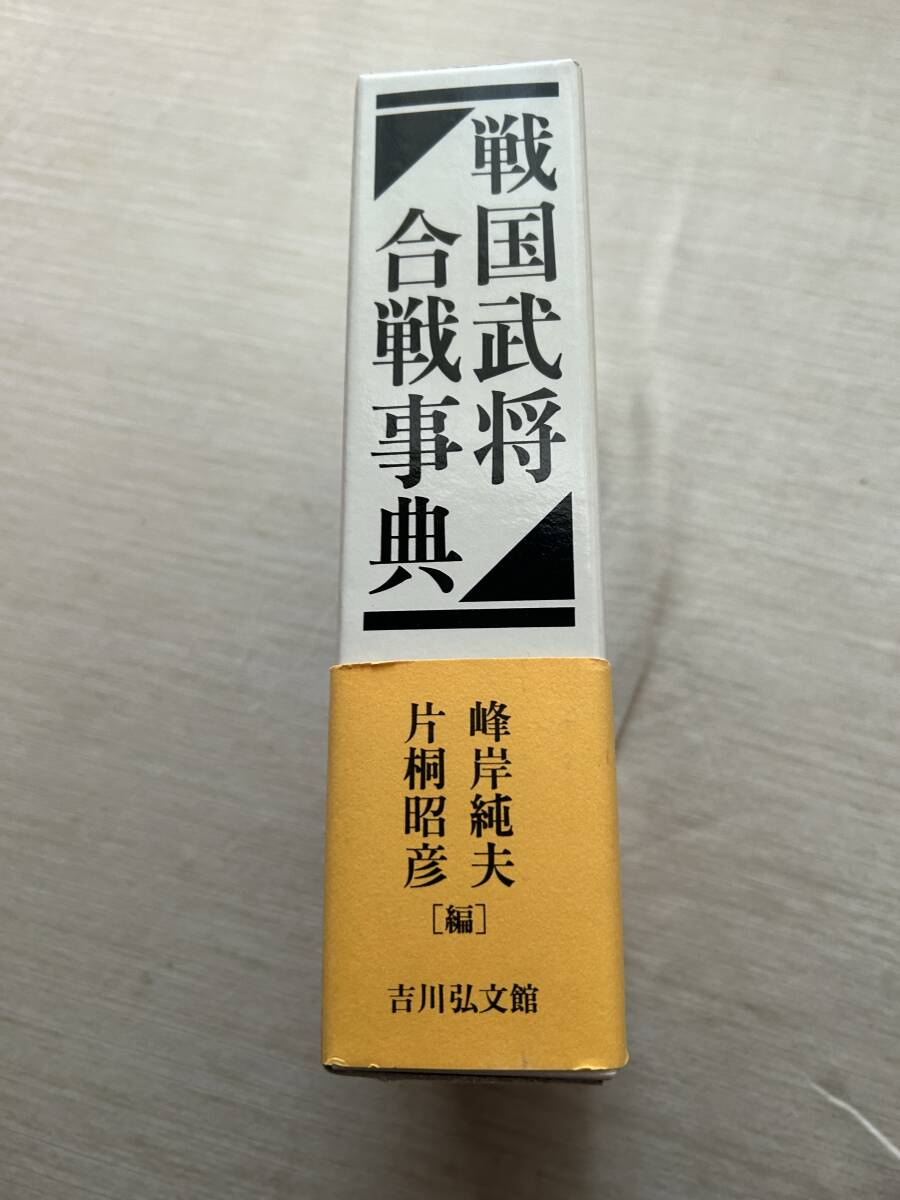 戦国武将
合戦事典
峰岸純夫
片桐昭彦
[編]
吉川弘文館